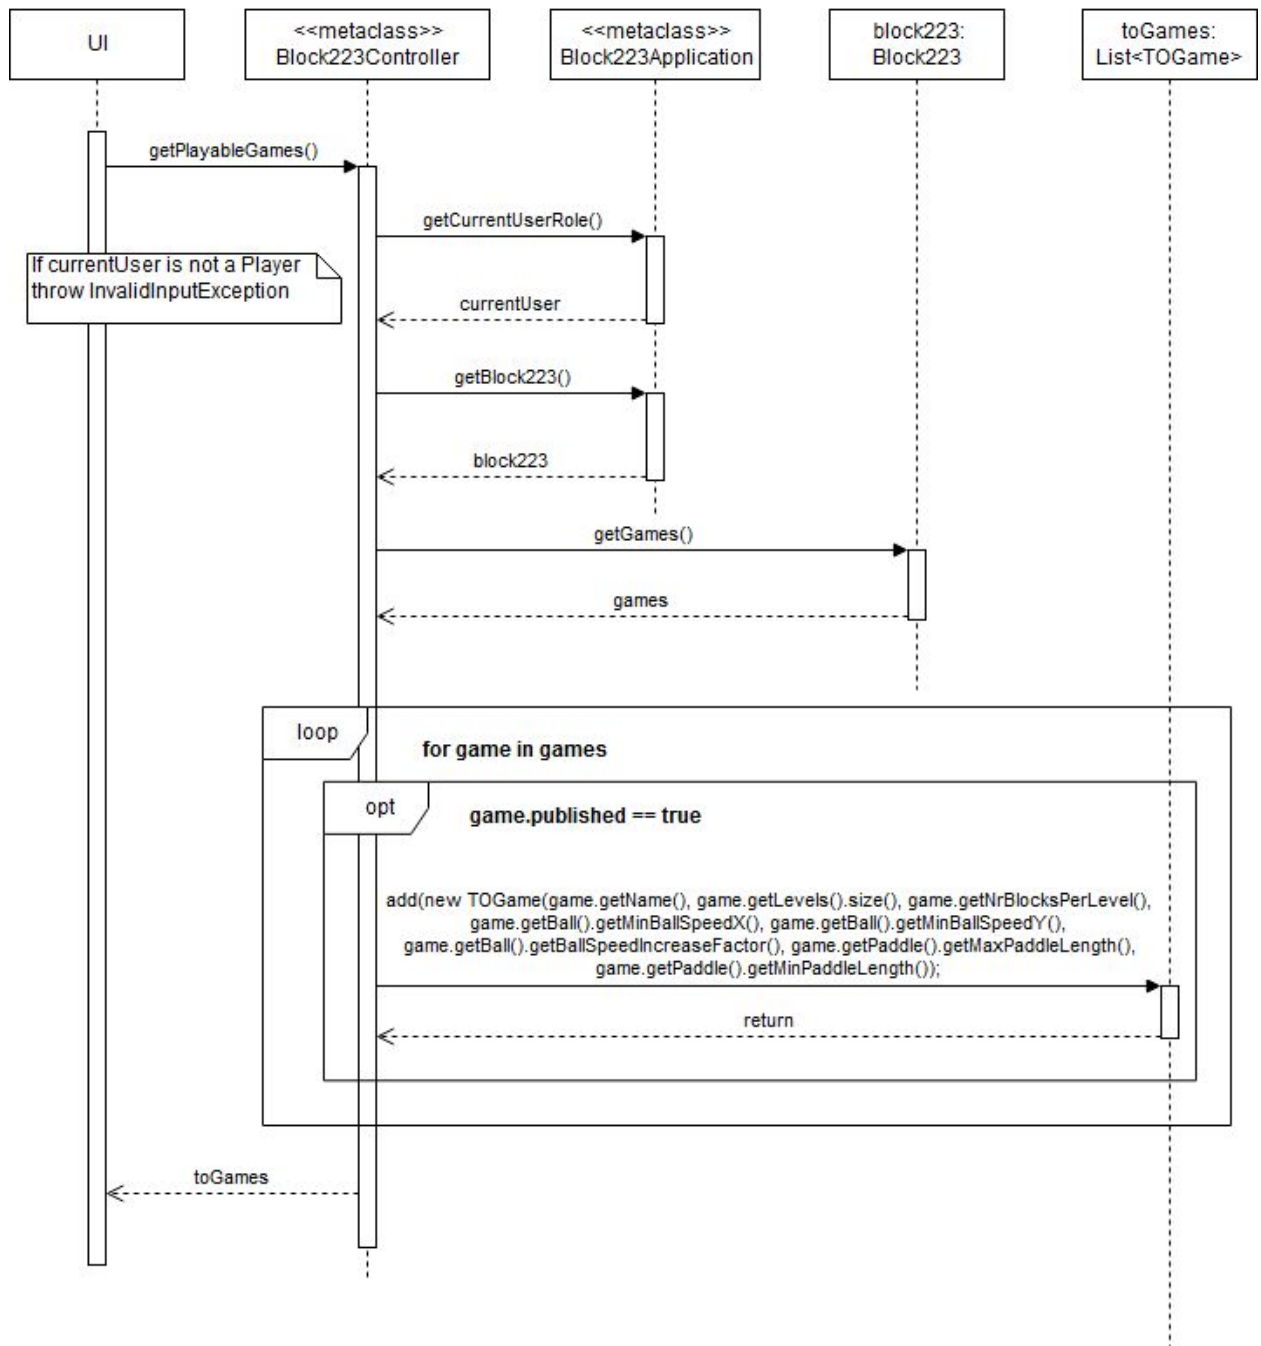 UI
<<metaclass>>
Block223Controller
<<metaclass>>
Block223Application
block223:
Block223
toGames:
List<TOGame>
getPlayableGames()
getCurrentUserRole()
If currentUser is not a Player
throw InvalidInputException
currentUser
getBlock223()
block223
getGames()
games
loop
for game in games
opt
game.published == true
add(new TOGame(game.getName(), game.getLevels().size(), game.getNrBlocksPerLevel(),
game.getBall().getMinBallSpeedX(), game.getBall().getMinBallSpeedY(),
game.getBall().getBallSpeedIncreaseFactor(), game.getPaddle().getMaxPaddleLength(),
game.getPaddle().getMinPaddleLength());
return
toGames